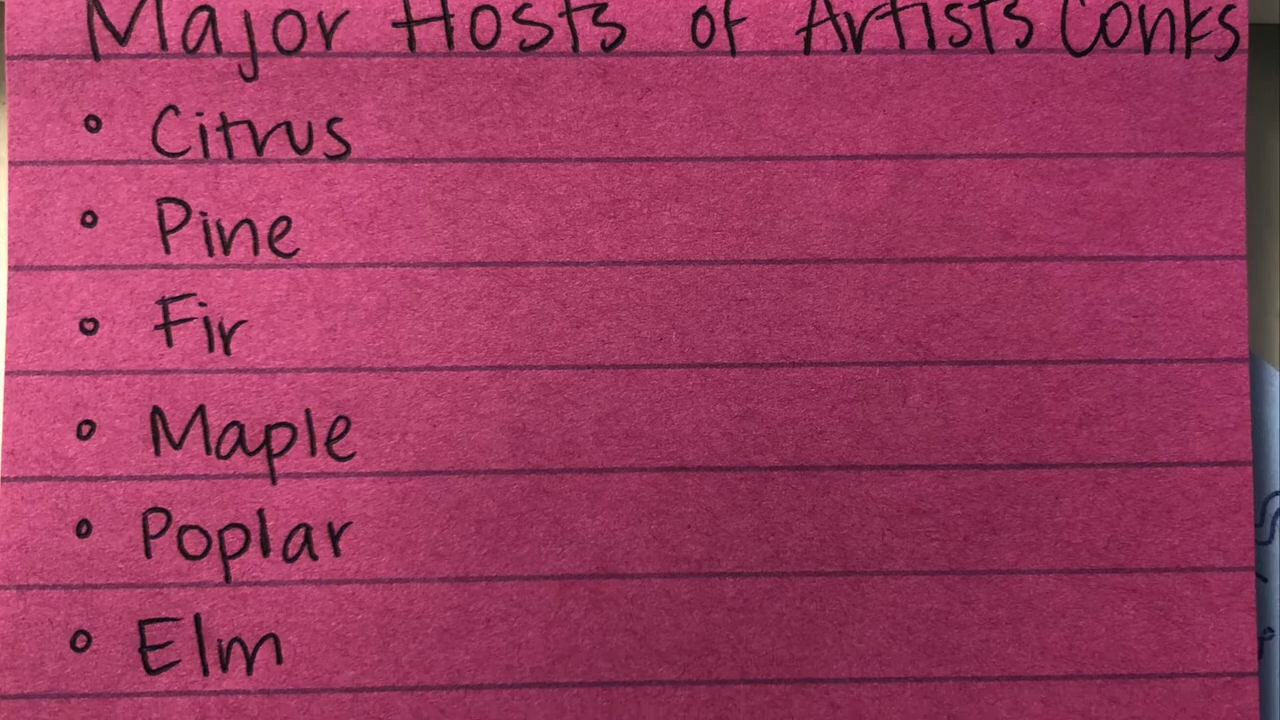 Major Hosts of Artists Conks
• Citrus
• Pine
• Fir
• Maple
• Poplar
• Elm